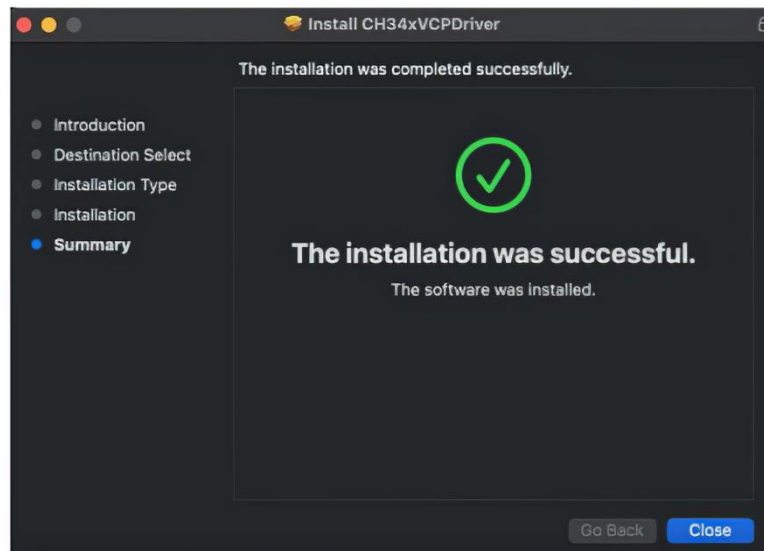 Install CH34xVCPDriver
The installation was completed successfully.
Introduction
Destination Select
Installation Type
Installation
Summary
The installation was successful.
The software was installed.
Go Back
Close